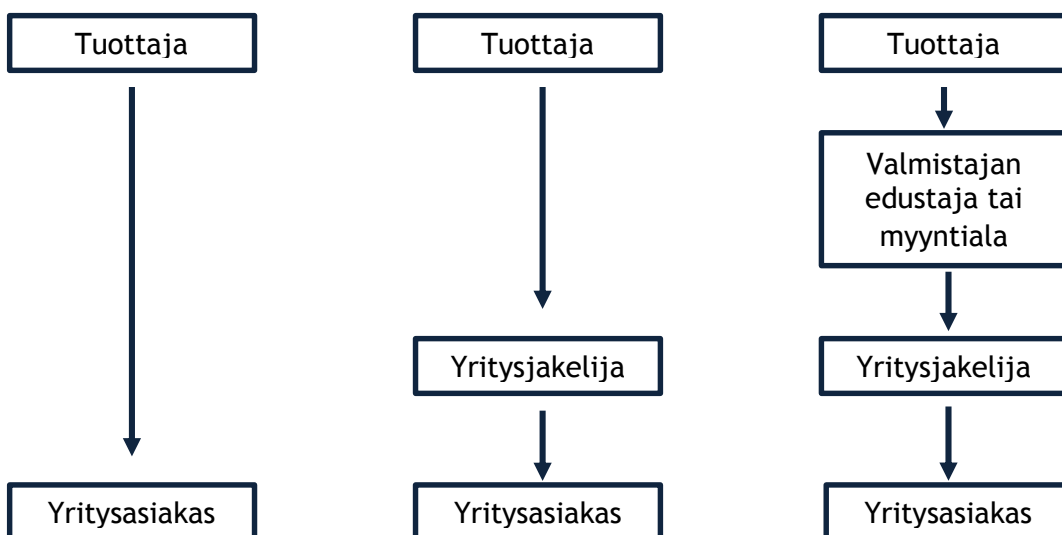 Tuottaja
Tuottaja
Tuottaja
Valmistajan
edustaja tai
myyntiala
Yritysjakelija
Yritysjakelija
Yritysasiakas
Yritysasiakas
Yritysasiakas